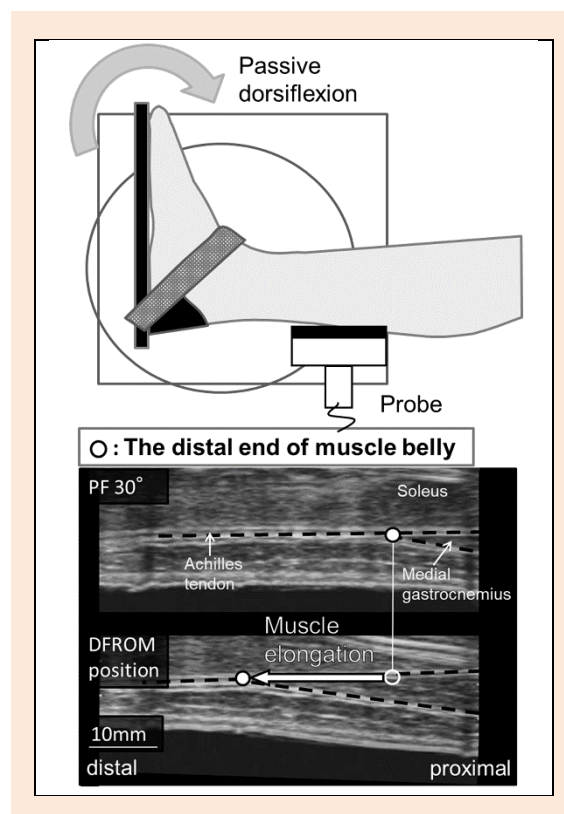 Passive
dorsiflexion
Probe
: The distal end of muscle belly
PF 30°
Soleus
Achilles
tendon
Medial
gastrocnemius
Muscle
elongation
DFROM
position
10mm
distal
proximal